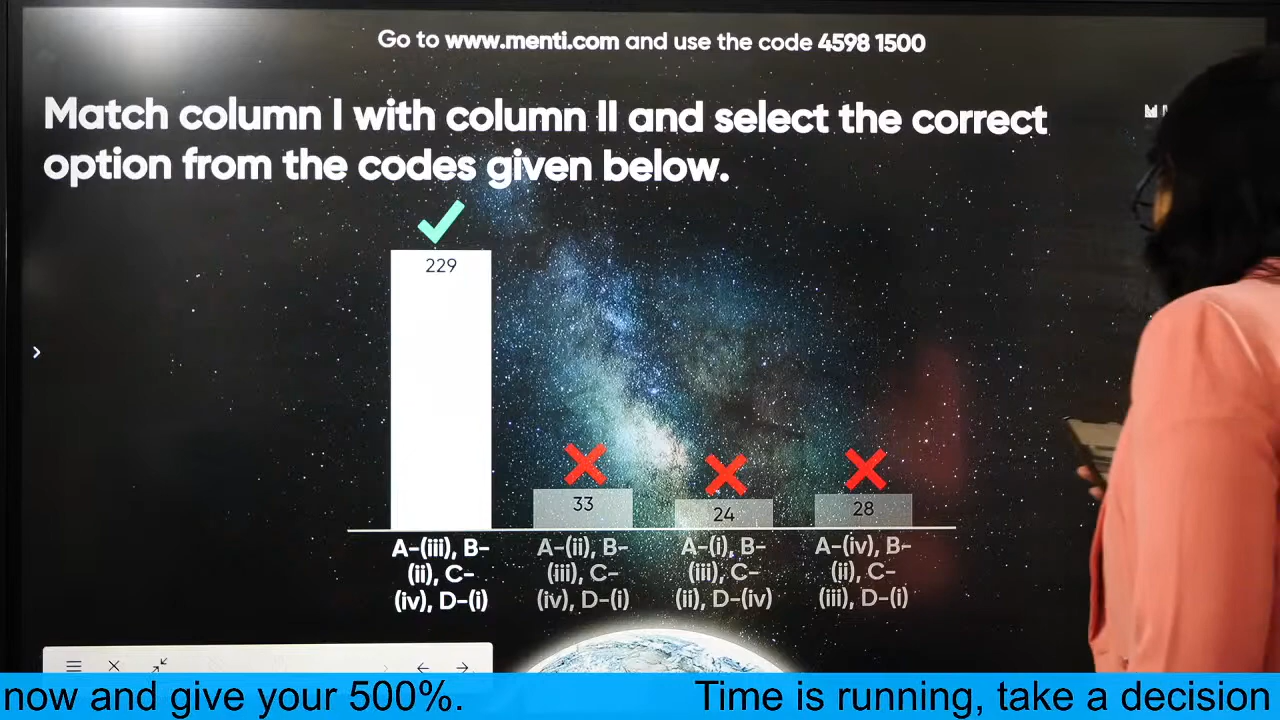 Go to www.menti.com and use the code 4598 1500
Match column I with column II and select the correct
option from the codes given below.
229
33
24
28
A-(iii), B-
(ii), C-
(iv), D-(i)
A-(ii), B-
(iii), C-
(iv), D-(i)
A-(i), B-
(iii), C-
(ii), D-(iv)
A-(iv), B-
(ii), C-
(iii), D-(i)
now and give your 500%. Time is running, take a decision